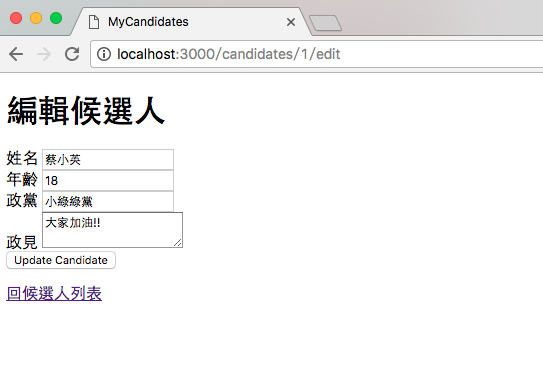 MyCandidates
localhost:3000/candidates/1/edit
編輯候選人
姓名 蔡小英
年齡 18
政黨 小綠綠黨
政見 大家加油!!
Update Candidate
回候選人列表